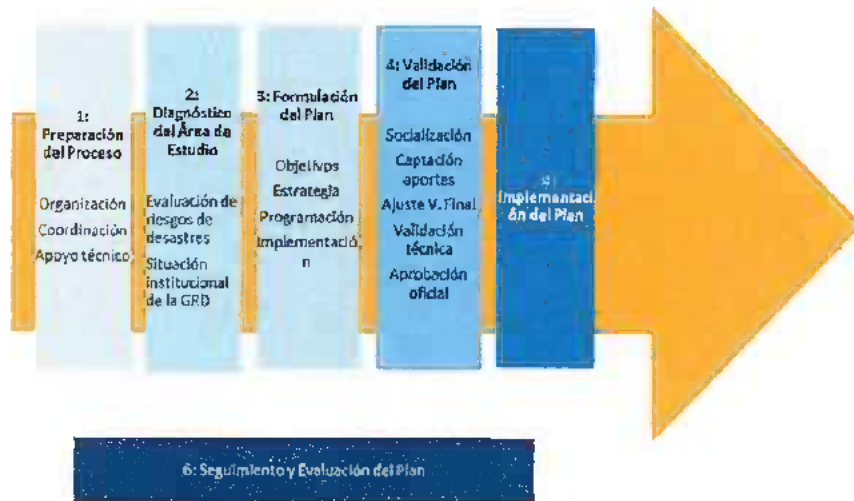 1:
Preparación
del Proceso
Organización
Coordinación
Apoyo técnico
2:
Diagnóstico
del Área de
Estudio
Evaluación de
riesgos de
desastres
Situación
institucional
de la GRD
3: Formulación
del Plan
Objetivos
Estrategia
Programación
Implementació
n
4: Validación
del Plan
Socialización
Captación
aportes
Ajuste V. Final
Validación
técnica
Aprobación
oficial
Implementaci
ón del Plan
6: Seguimiento y Evaluación del Plan